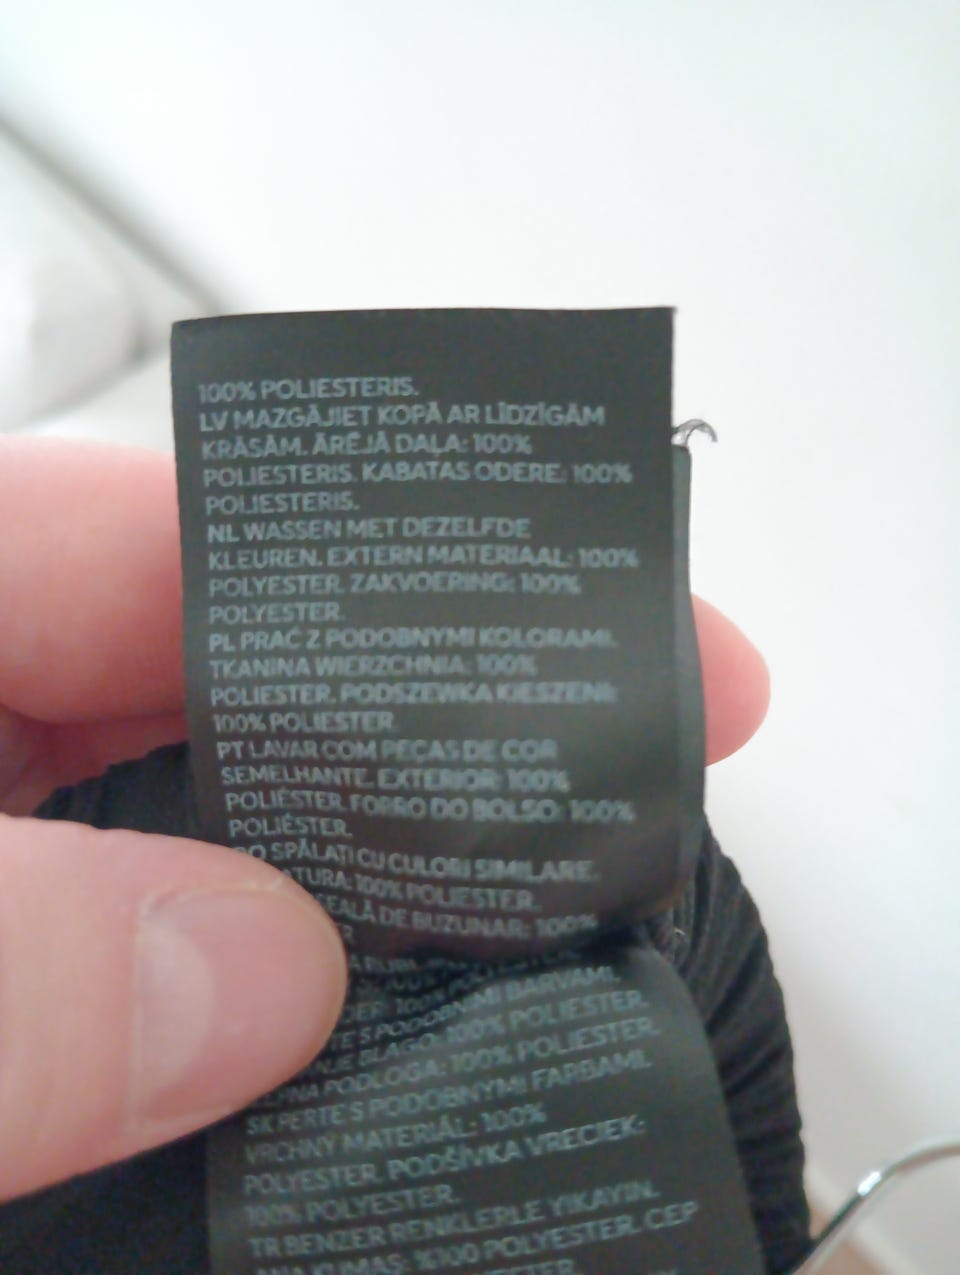 100% POLIESTERIS.
LV MAZGĀJIET KOPĀ AR LĪDZĪGĀM
KRĀSĀM. ĀRĒJĀ DAĻA: 100%
POLIESTERIS. KABATAS ODERE: 100%
POLIESTERIS.
NL WASSEN MET DEZELFDE
KLEUREN. EXTERN MATERIAAL: 100%
POLYESTER. ZAKVOERING: 100%
POLYESTER.
PL PRAĆ Z PODOBNYMI KOLORAMI.
TKANINA WIERZCHNIA: 100%
POLIESTER. PODSZEWKA KIESZENI:
100% POLIESTER.
PT LAVAR COM PEÇAS DE COR
SEMELHANTE. EXTERIOR: 100%
POLIÉSTER. FORRO DO BOLSO: 100%
POLIÉSTER.
SPĂLAȚI CU CULORI SIMILARE.
100% POLIESTER.
DE BUZUNAR: 100%
100%
S PODOBNIMI BARVAMI.
BLAGO: 100% POLIESTER.
PODLOGA: 100% POLIESTER.
SK PERTE S PODOBNÝMI FARBAMI.
VRCHNÝ MATERIÁL: 100%
POLYESTER. PODŠÍVKA VRECIEK:
100% POLYESTER.
TR BENZER RENKLERLE YIKAYIN.
ANA KUMAŞ: %100 POLYESTER. CEP